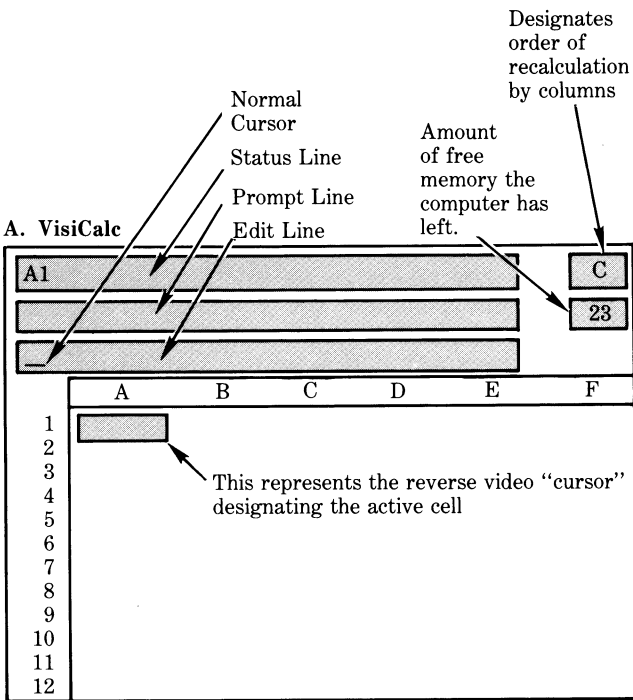 Designates
order of
recalculation
by columns
Normal
Cursor
Status Line
Prompt Line
Edit Line
Amount
of free
memory the
computer has
left.
A. VisiCalc
A1
C
23
A B C D E F
1
2
3
4
5
6
7
8
9
10
11
12
This represents the reverse video “cursor”
designating the active cell